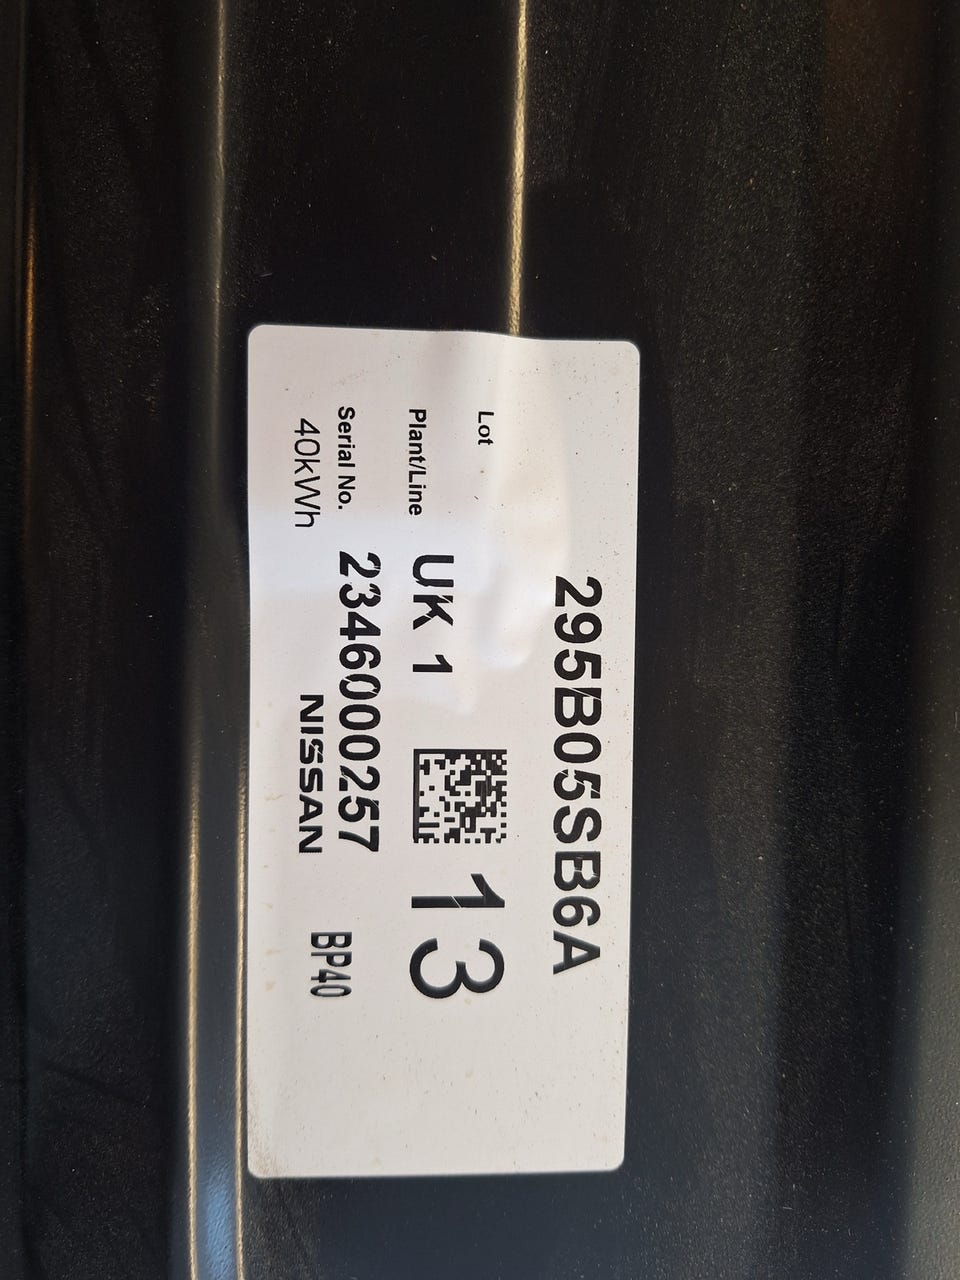 295B05SB6A
Lot
Plant/Line UK 1 13
Serial No. 2346000257
40kWh NISSAN BP40